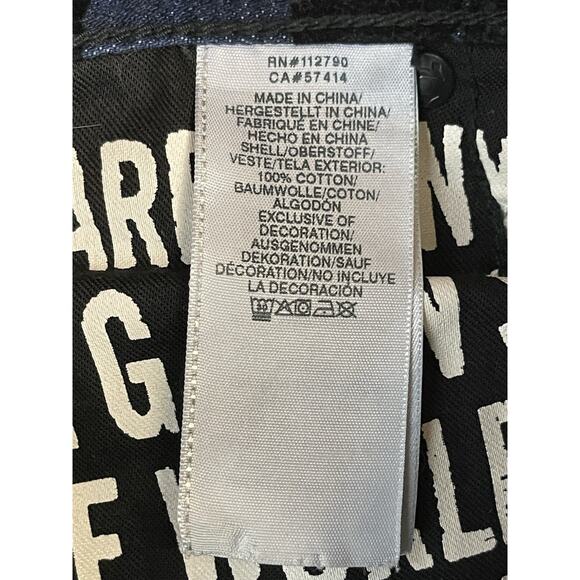 RN#112790
CA#57414
MADE IN CHINA/
HERGESTELLT IN CHINA/
FABRIQUÉ EN CHINE/
HECHO EN CHINA
SHELL/OBERSTOFF/
VESTE/TELA EXTERIOR:
100% COTTON/
BAUMWOLLE/COTON/
ALGODÓN
EXCLUSIVE OF
DECORATION/
AUSGENOMMEN
DEKORATION/SAUF
DÉCORATION/NO INCLUYE
LA DECORACIÓN